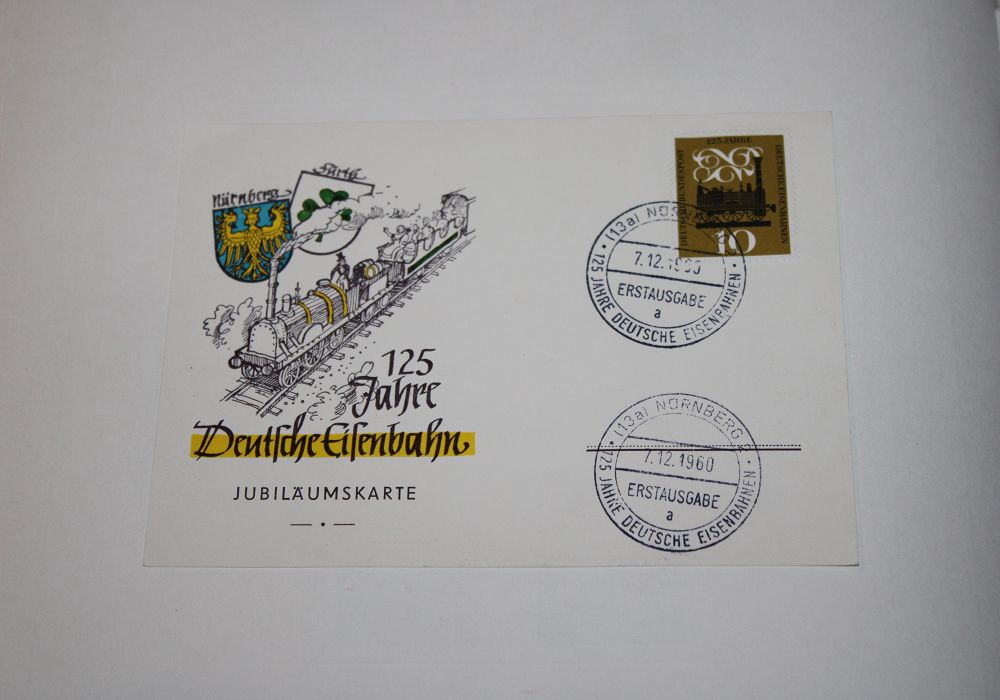 Nürnberg
Fürth
125
Jahre
Deutsche Eisenbahn
JUBILÄUMSKARTE
125 JAHRE
DEUTSCHE EISENBAHNEN
DEUTSCHE BUNDESPOST
10
(13a) NÜRNBERG
7.12.1960
ERSTAUSGABE
a
125 JAHRE DEUTSCHE EISENBAHNEN
(13a) NÜRNBERG 2
7.12.1960
ERSTAUSGABE
a
125 JAHRE DEUTSCHE EISENBAHNEN